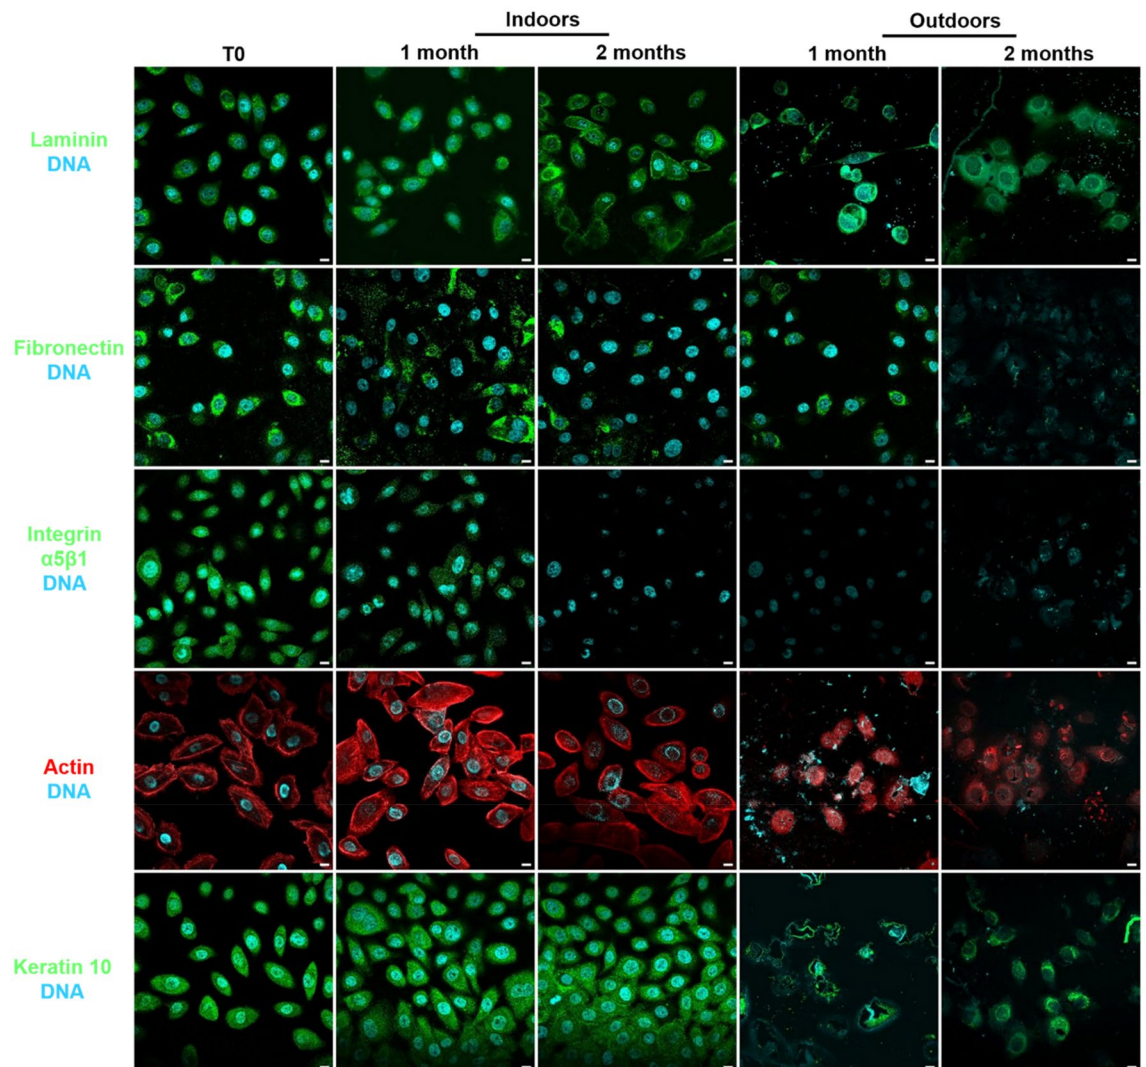 Indoors Outdoors
T0 1 month 2 months 1 month 2 months
Laminin
DNA
Fibronectin
DNA
Integrin
α5β1
DNA
Actin
DNA
Keratin 10
DNA